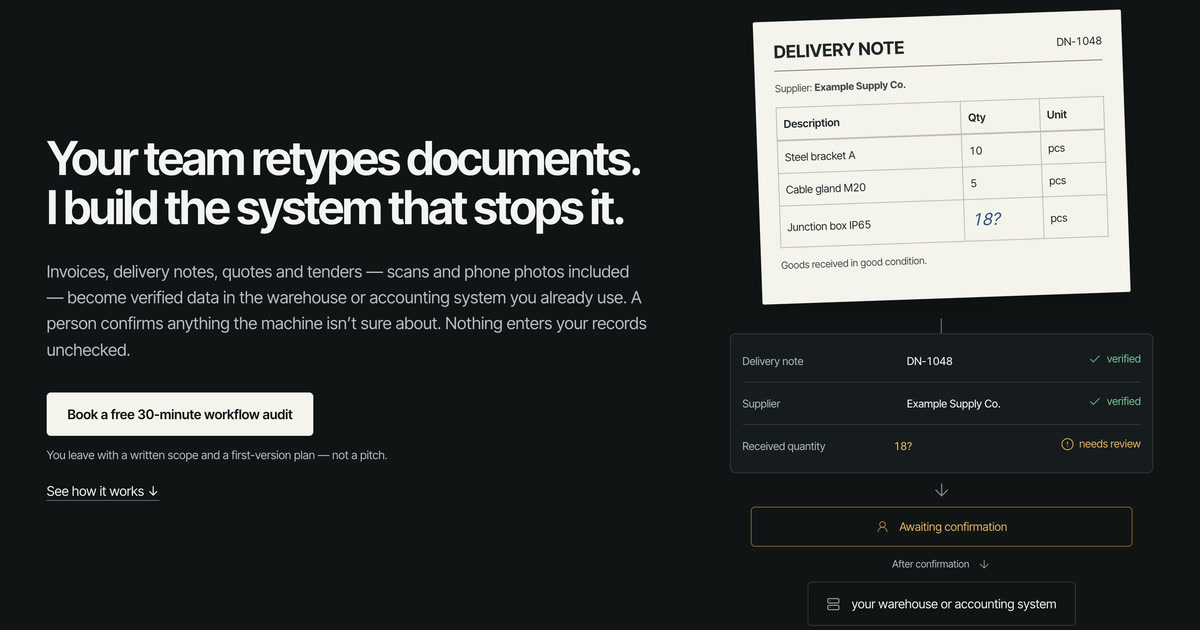 Your team retypes documents.
I build the system that stops it.
Invoices, delivery notes, quotes and tenders — scans and phone photos included
— become verified data in the warehouse or accounting system you already use. A
person confirms anything the machine isn’t sure about. Nothing enters your records
unchecked.
Book a free 30-minute workflow audit
You leave with a written scope and a first-version plan — not a pitch.
See how it works ↓
DELIVERY NOTE DN-1048
Supplier: Example Supply Co.
Description Qty Unit
Steel bracket A 10 pcs
Cable gland M20 5 pcs
Junction box IP65 18? pcs
Goods received in good condition.
Delivery note DN-1048 ✓ verified
Supplier Example Supply Co. ✓ verified
Received quantity 18? needs review
Awaiting confirmation
After confirmation ↓
your warehouse or accounting system